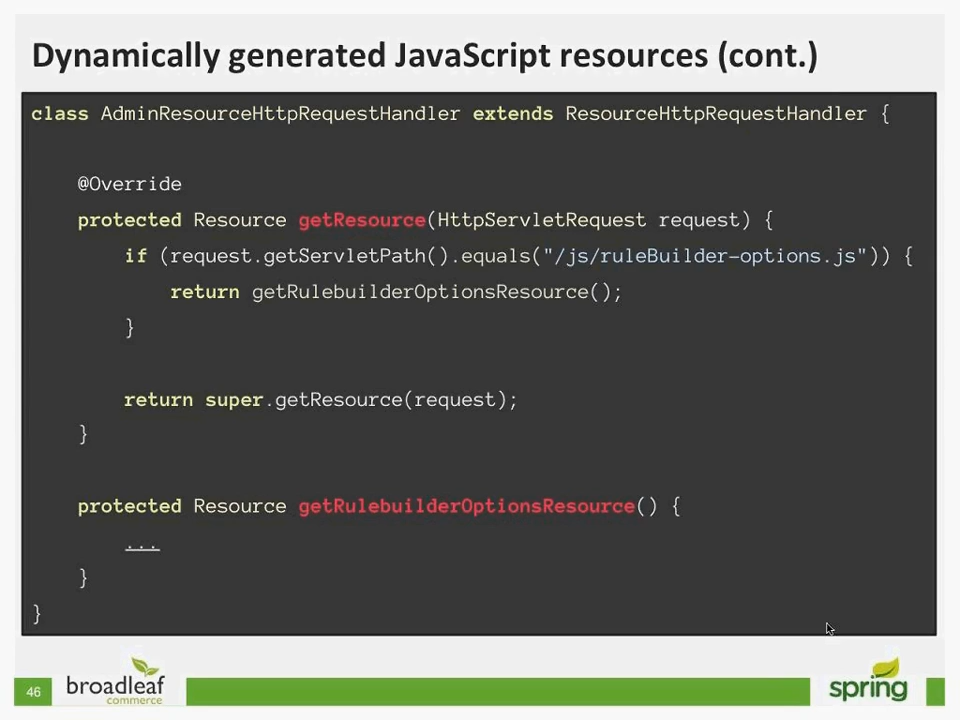 Dynamically generated JavaScript resources (cont.)
class AdminResourceHttpRequestHandler extends ResourceHttpRequestHandler {
@Override
protected Resource getResource(HttpServletRequest request) {
if (request.getServletPath().equals("/js/ruleBuilder-options.js")) {
return getRulebuilderOptionsResource();
}
return super.getResource(request);
}
protected Resource getRulebuilderOptionsResource() {
...
}
}
46
broadleaf
commerce
spring